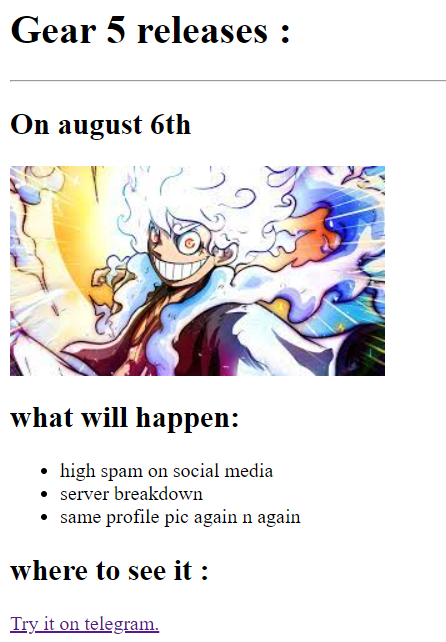 Gear 5 releases :
On august 6th
what will happen:
high spam on social media
server breakdown
same profile pic again n again
where to see it :
Try it on telegram.